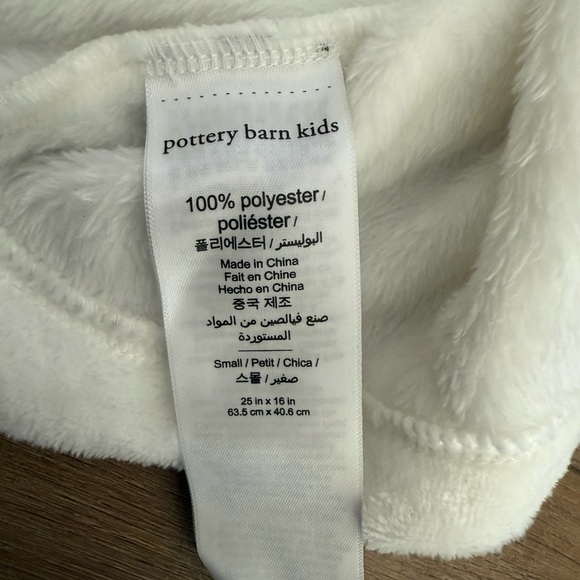 pottery barn kids
100% polyester /
poliéster /
폴리에스터 / البوليستر
Made in China
Fait en Chine
Hecho en China
중국 제조
صنع فيالصين من المواد
المستوردة
Small / Petit / Chica /
스몰 / صغير
25 in x 16 in
63.5 cm x 40.6 cm